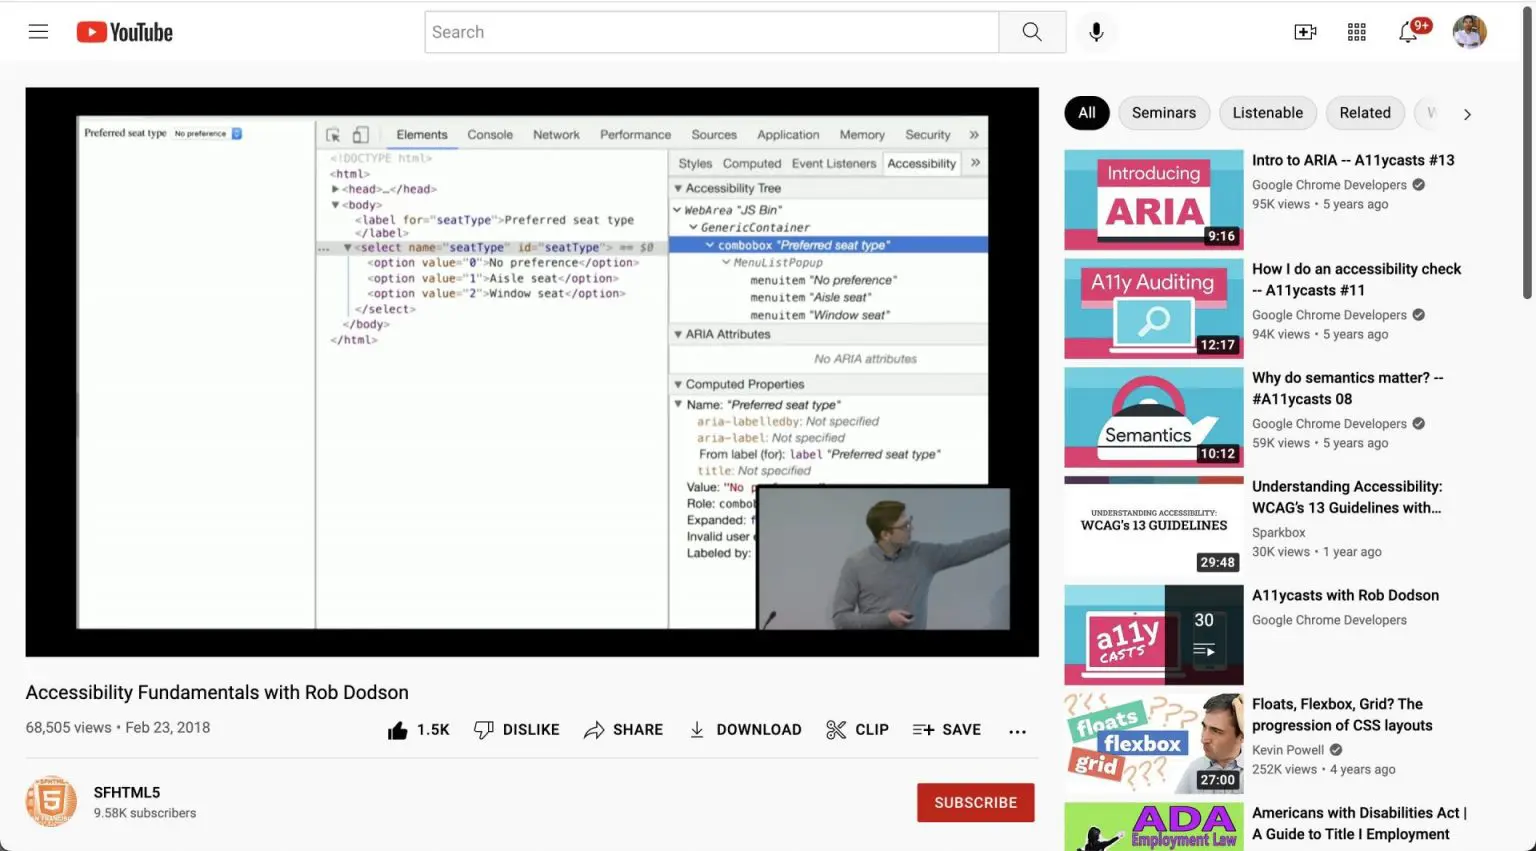 YouTube
Search
9+
Preferred seat type No preference
Elements Console Network Performance Sources Application Memory Security »
<!DOCTYPE html>
<html>
▶<head>…</head>
▼<body>
<label for="seatType">Preferred seat type
</label>
… ▼<select name="seatType" id="seatType"> == $0
<option value="0">No preference</option>
<option value="1">Aisle seat</option>
<option value="2">Window seat</option>
</select>
</body>
</html>
Styles Computed Event Listeners Accessibility »
▼ Accessibility Tree
WebArea "JS Bin"
GenericContainer
combobox "Preferred seat type"
MenuListPopup
menuitem "No preference"
menuitem "Aisle seat"
menuitem "Window seat"
▼ ARIA Attributes
No ARIA attributes
▼ Computed Properties
▼ Name: "Preferred seat type"
aria-labelledby: Not specified
aria-label: Not specified
From label (for): label "Preferred seat type"
title: Not specified
Value: "No
Role:
Expanded:
Invalid user
Labeled by:
Accessibility Fundamentals with Rob Dodson
68,505 views • Feb 23, 2018
1.5K DISLIKE SHARE DOWNLOAD CLIP SAVE ...
SFHTML5
SFHTML5
9.58K subscribers
SUBSCRIBE
All Seminars Listenable Related
Introducing
ARIA
9:16
Intro to ARIA -- A11ycasts #13
Google Chrome Developers
95K views • 5 years ago
A11y Auditing
12:17
How I do an accessibility check
-- A11ycasts #11
Google Chrome Developers
94K views • 5 years ago
Semantics
10:12
Why do semantics matter? --
#A11ycasts 08
Google Chrome Developers
59K views • 5 years ago
UNDERSTANDING ACCESSIBILITY:
WCAG's 13 GUIDELINES
29:48
Understanding Accessibility:
WCAG's 13 Guidelines with...
Sparkbox
30K views • 1 year ago
a11y
CASTS
30
A11ycasts with Rob Dodson
Google Chrome Developers
???
???
floats
flexbox
grid
???
27:00
Floats, Flexbox, Grid? The
progression of CSS layouts
Kevin Powell
252K views • 4 years ago
ADA
Employment Law
Americans with Disabilities Act |
A Guide to Title I Employment